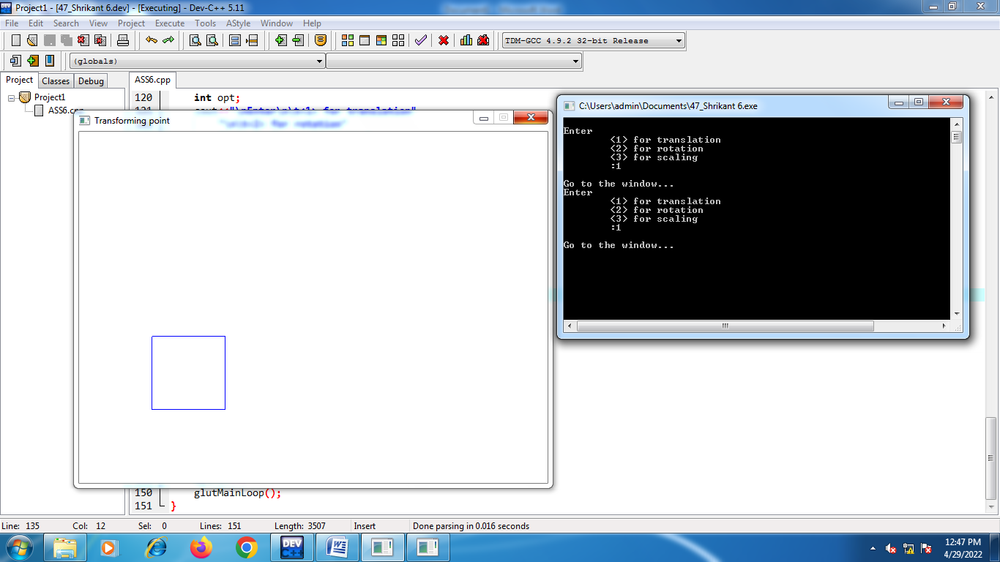 Project1 - [47_Shrikant 6.dev] - [Executing] - Dev-C++ 5.11
File Edit Search View Project Execute Tools AStyle Window Help
TDM-GCC 4.9.2 32-bit Release
(globals)
Project Classes Debug
ASS6.cpp
Project1
ASS6.cpp
120 int opt;
121 cout<<"\nEnter\n\t<1> for translation"
"\n\t<2> for rotation"
Transforming point
C:\Users\admin\Documents\47_Shrikant 6.exe
Enter
<1> for translation
<2> for rotation
<3> for scaling
:1
Go to the window...
Enter
<1> for translation
<2> for rotation
<3> for scaling
:1
Go to the window...
150 glutMainLoop();
151 }
Line: 135 Col: 12 Sel: 0 Lines: 151 Length: 3507 Insert Done parsing in 0.016 seconds
DEV C++
W
12:47 PM
4/29/2022